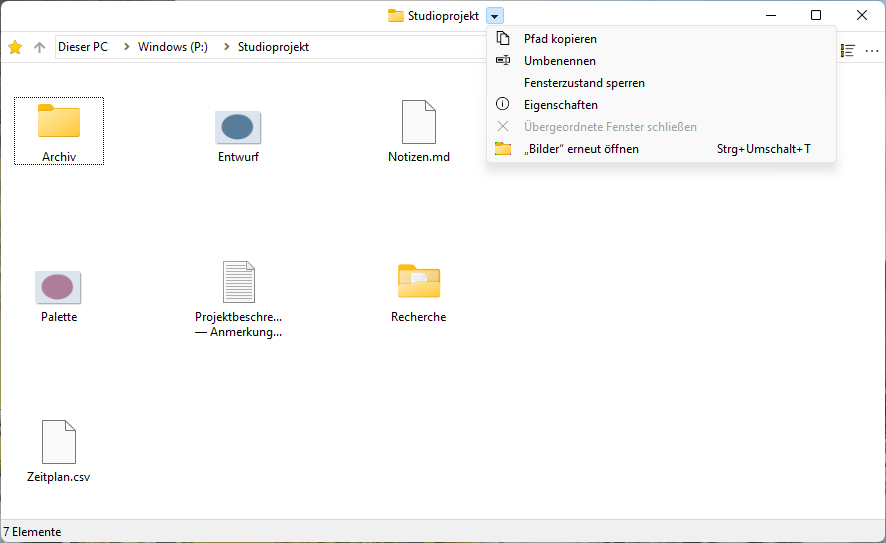 Studioprojekt
Dieser PC > Windows (P:) > Studioprojekt
Pfad kopieren
Umbenennen
Fensterzustand sperren
Eigenschaften
Übergeordnete Fenster schließen
„Bilder“ erneut öffnen Strg+Umschalt+T
Archiv
Entwurf
Notizen.md
Palette
Projektbeschre...
— Anmerkung...
Recherche
Zeitplan.csv
7 Elemente